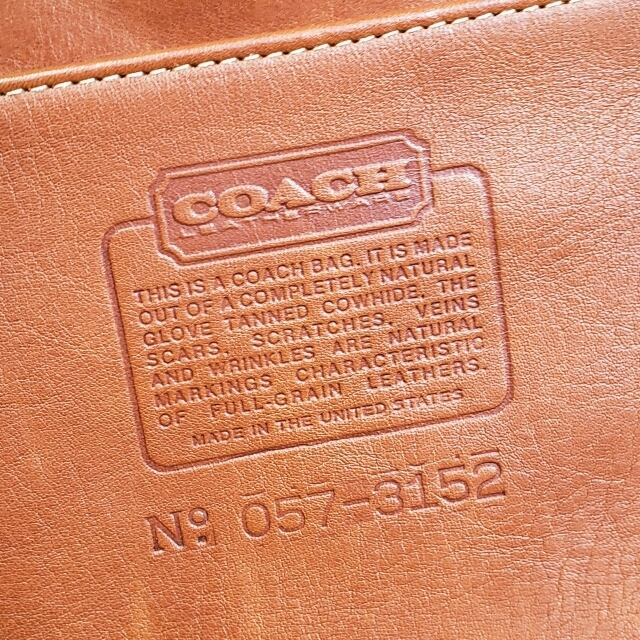 COACH
LEATHERWARE
THIS IS A COACH BAG. IT IS MADE
OUT OF A COMPLETELY NATURAL
GLOVE TANNED COWHIDE, THE
SCARS, SCRATCHES, VEINS
AND WRINKLES ARE NATURAL
MARKINGS CHARACTERISTIC
OF FULL-GRAIN LEATHERS.
MADE IN THE UNITED STATES
No: 057-3152